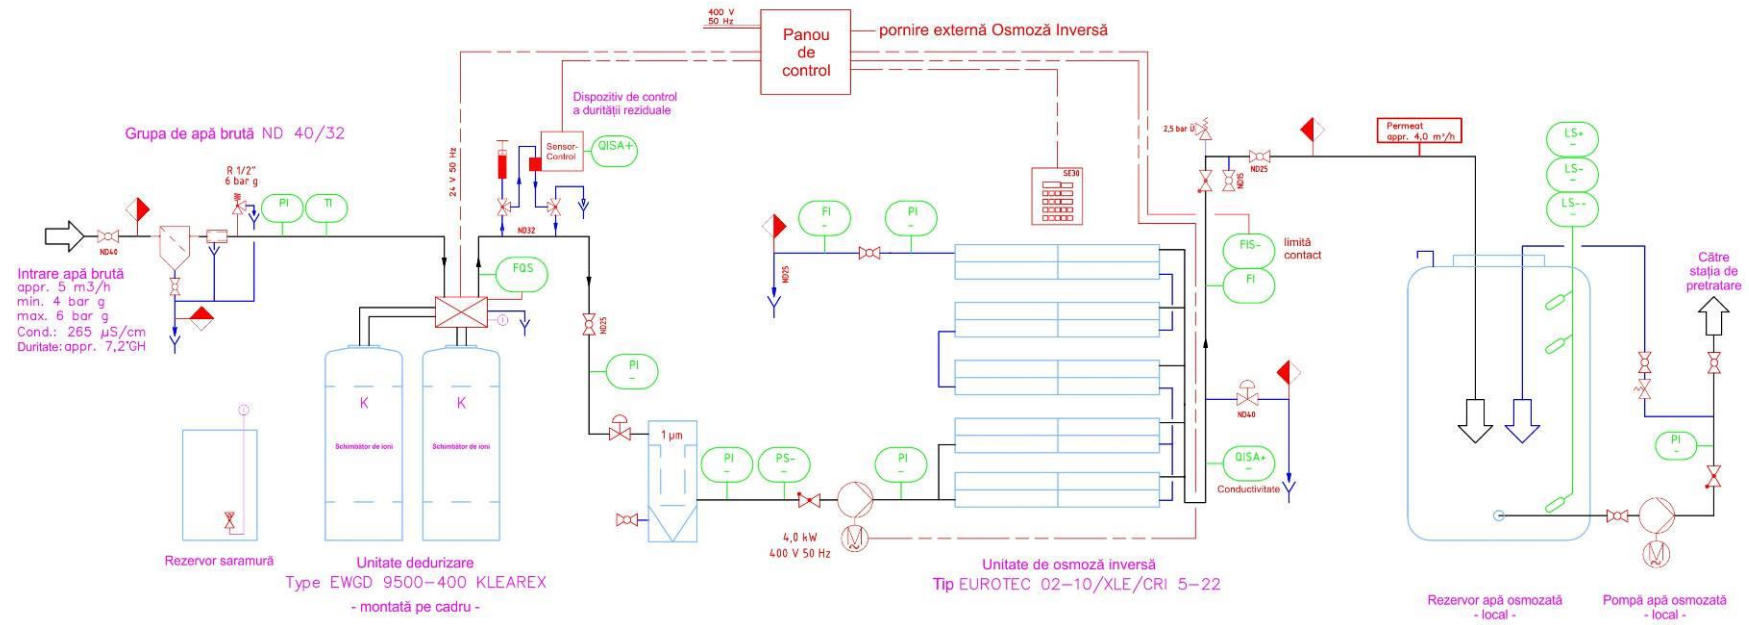 400 V
50 Hz
Panou
de
control
pornire externă Osmoză Inversă
Dispozitiv de control
a durității reziduale
Grupa de apă brută ND 40/32
R 1/2"
6 bar g
PI
TI
24 V 50 Hz
Sensor-
Control
QISA+
ND40
ND32
Intrare apă brută
appr. 5 m3/h
min. 4 bar g
max. 6 bar g
Cond.: 265 µS/cm
Duritate: appr. 7,2°GH
FQS
ND25
PI
-
K
K
Schimbător de ioni
Schimbător de ioni
Rezervor saramură
Unitate dedurizare
Type EWGD 9500-400 KLEAREX
- montată pe cadru -
1 µm
PI
-
PS-
-
PI
-
4,0 kW
400 V 50 Hz
M
~
SE30
FI
-
PI
-
ND25
Unitate de osmoză inversă
Tip EUROTEC 02-10/XLE/CRI 5-22
2,5 bar Ü
ND15
ND25
Permeat
appr. 4,0 m³/h
FIS-
-
FI
limită
contact
ND40
QISA+
-
Conductivitate
LS+
-
LS-
-
LS--
-
Către
stația de
pretratare
PI
-
M
~
Rezervor apă osmozată
- local -
Pompă apă osmozată
- local -